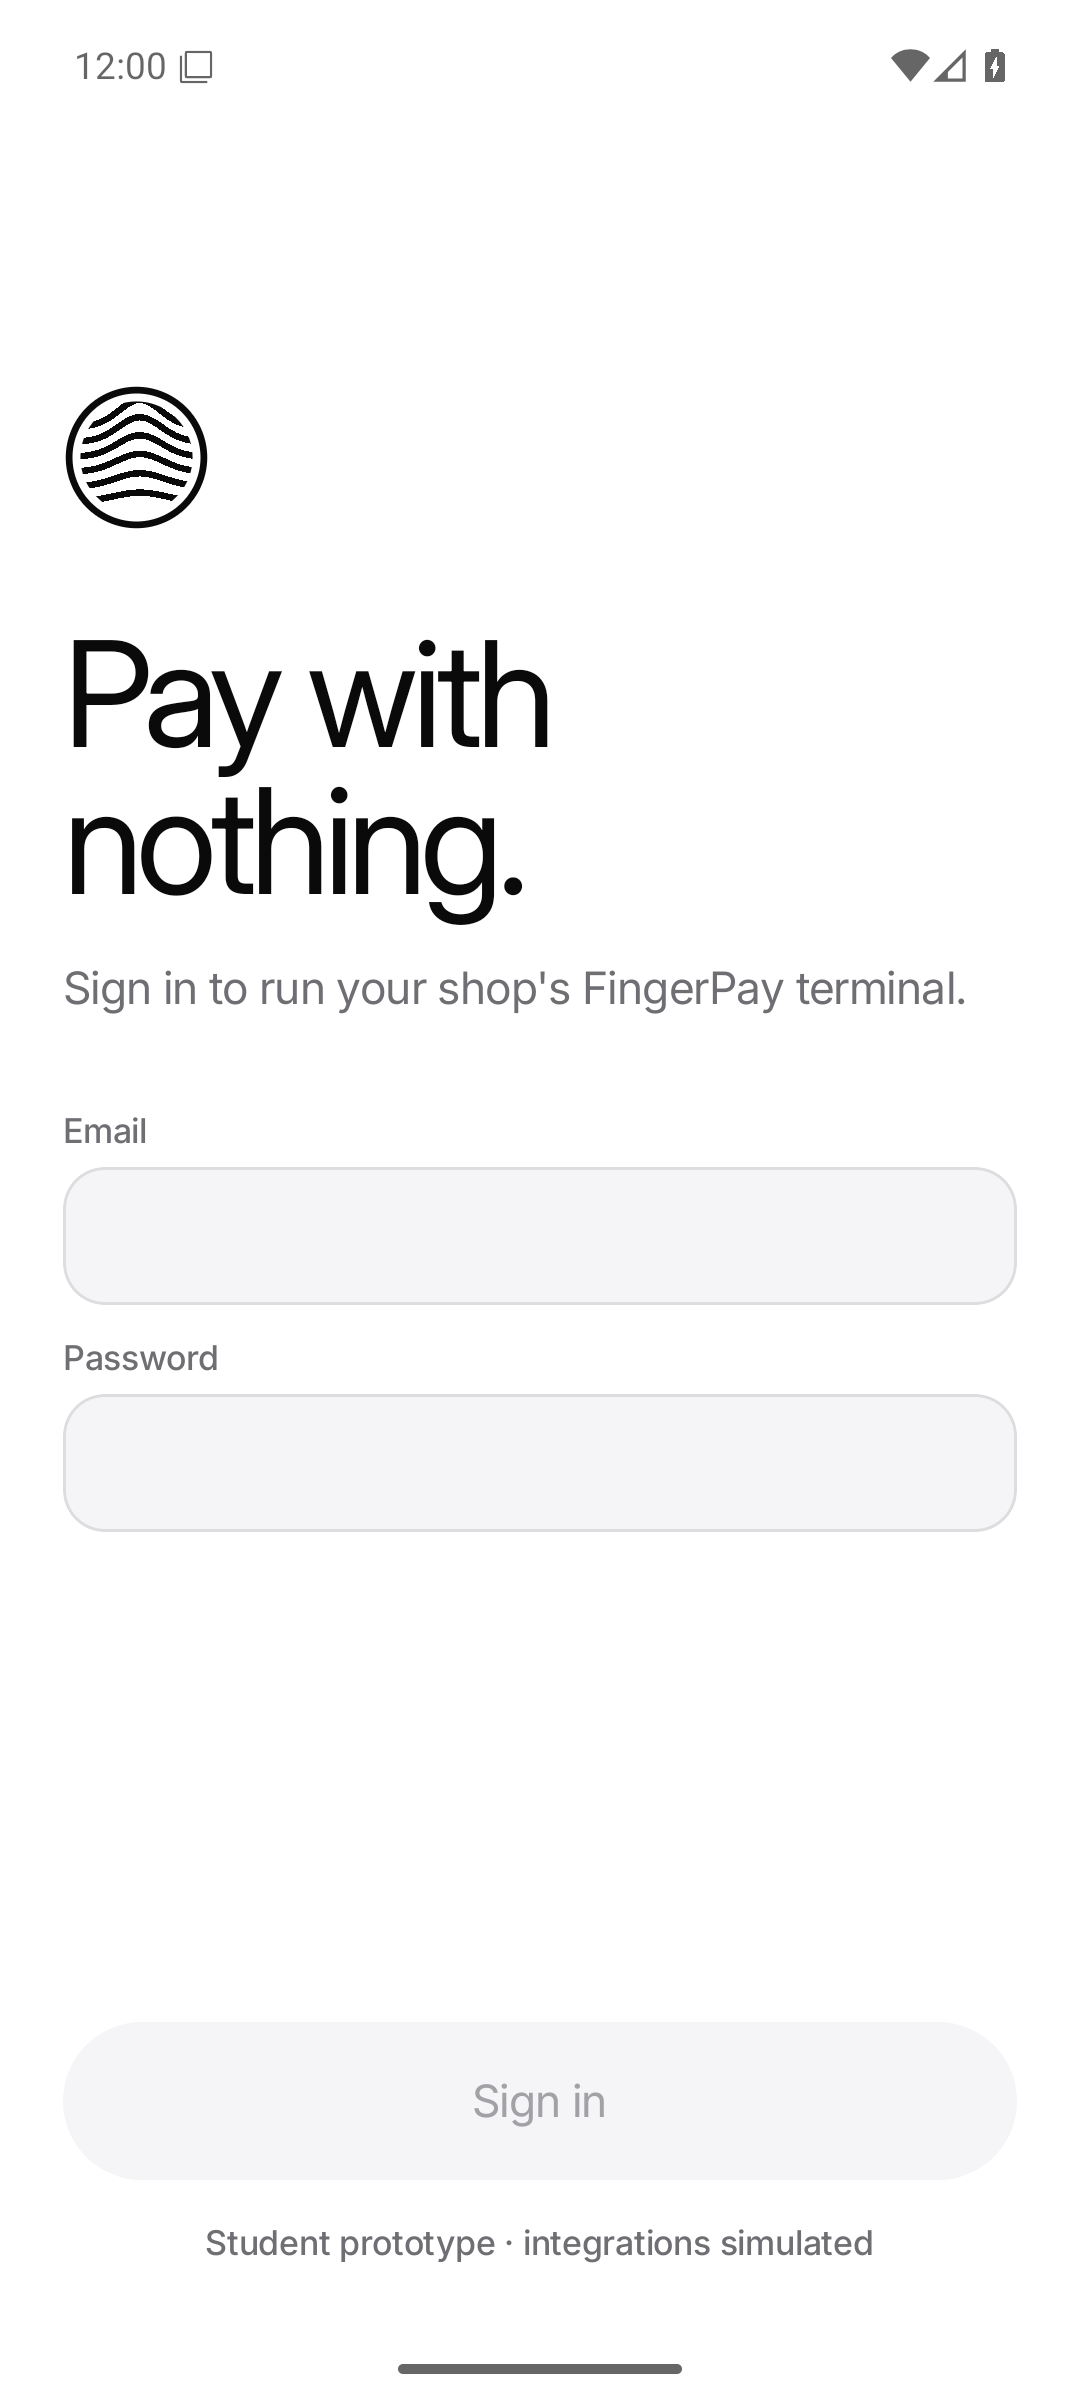 12:00
Pay with
nothing.
Sign in to run your shop's FingerPay terminal.
Email
Password
Sign in
Student prototype · integrations simulated